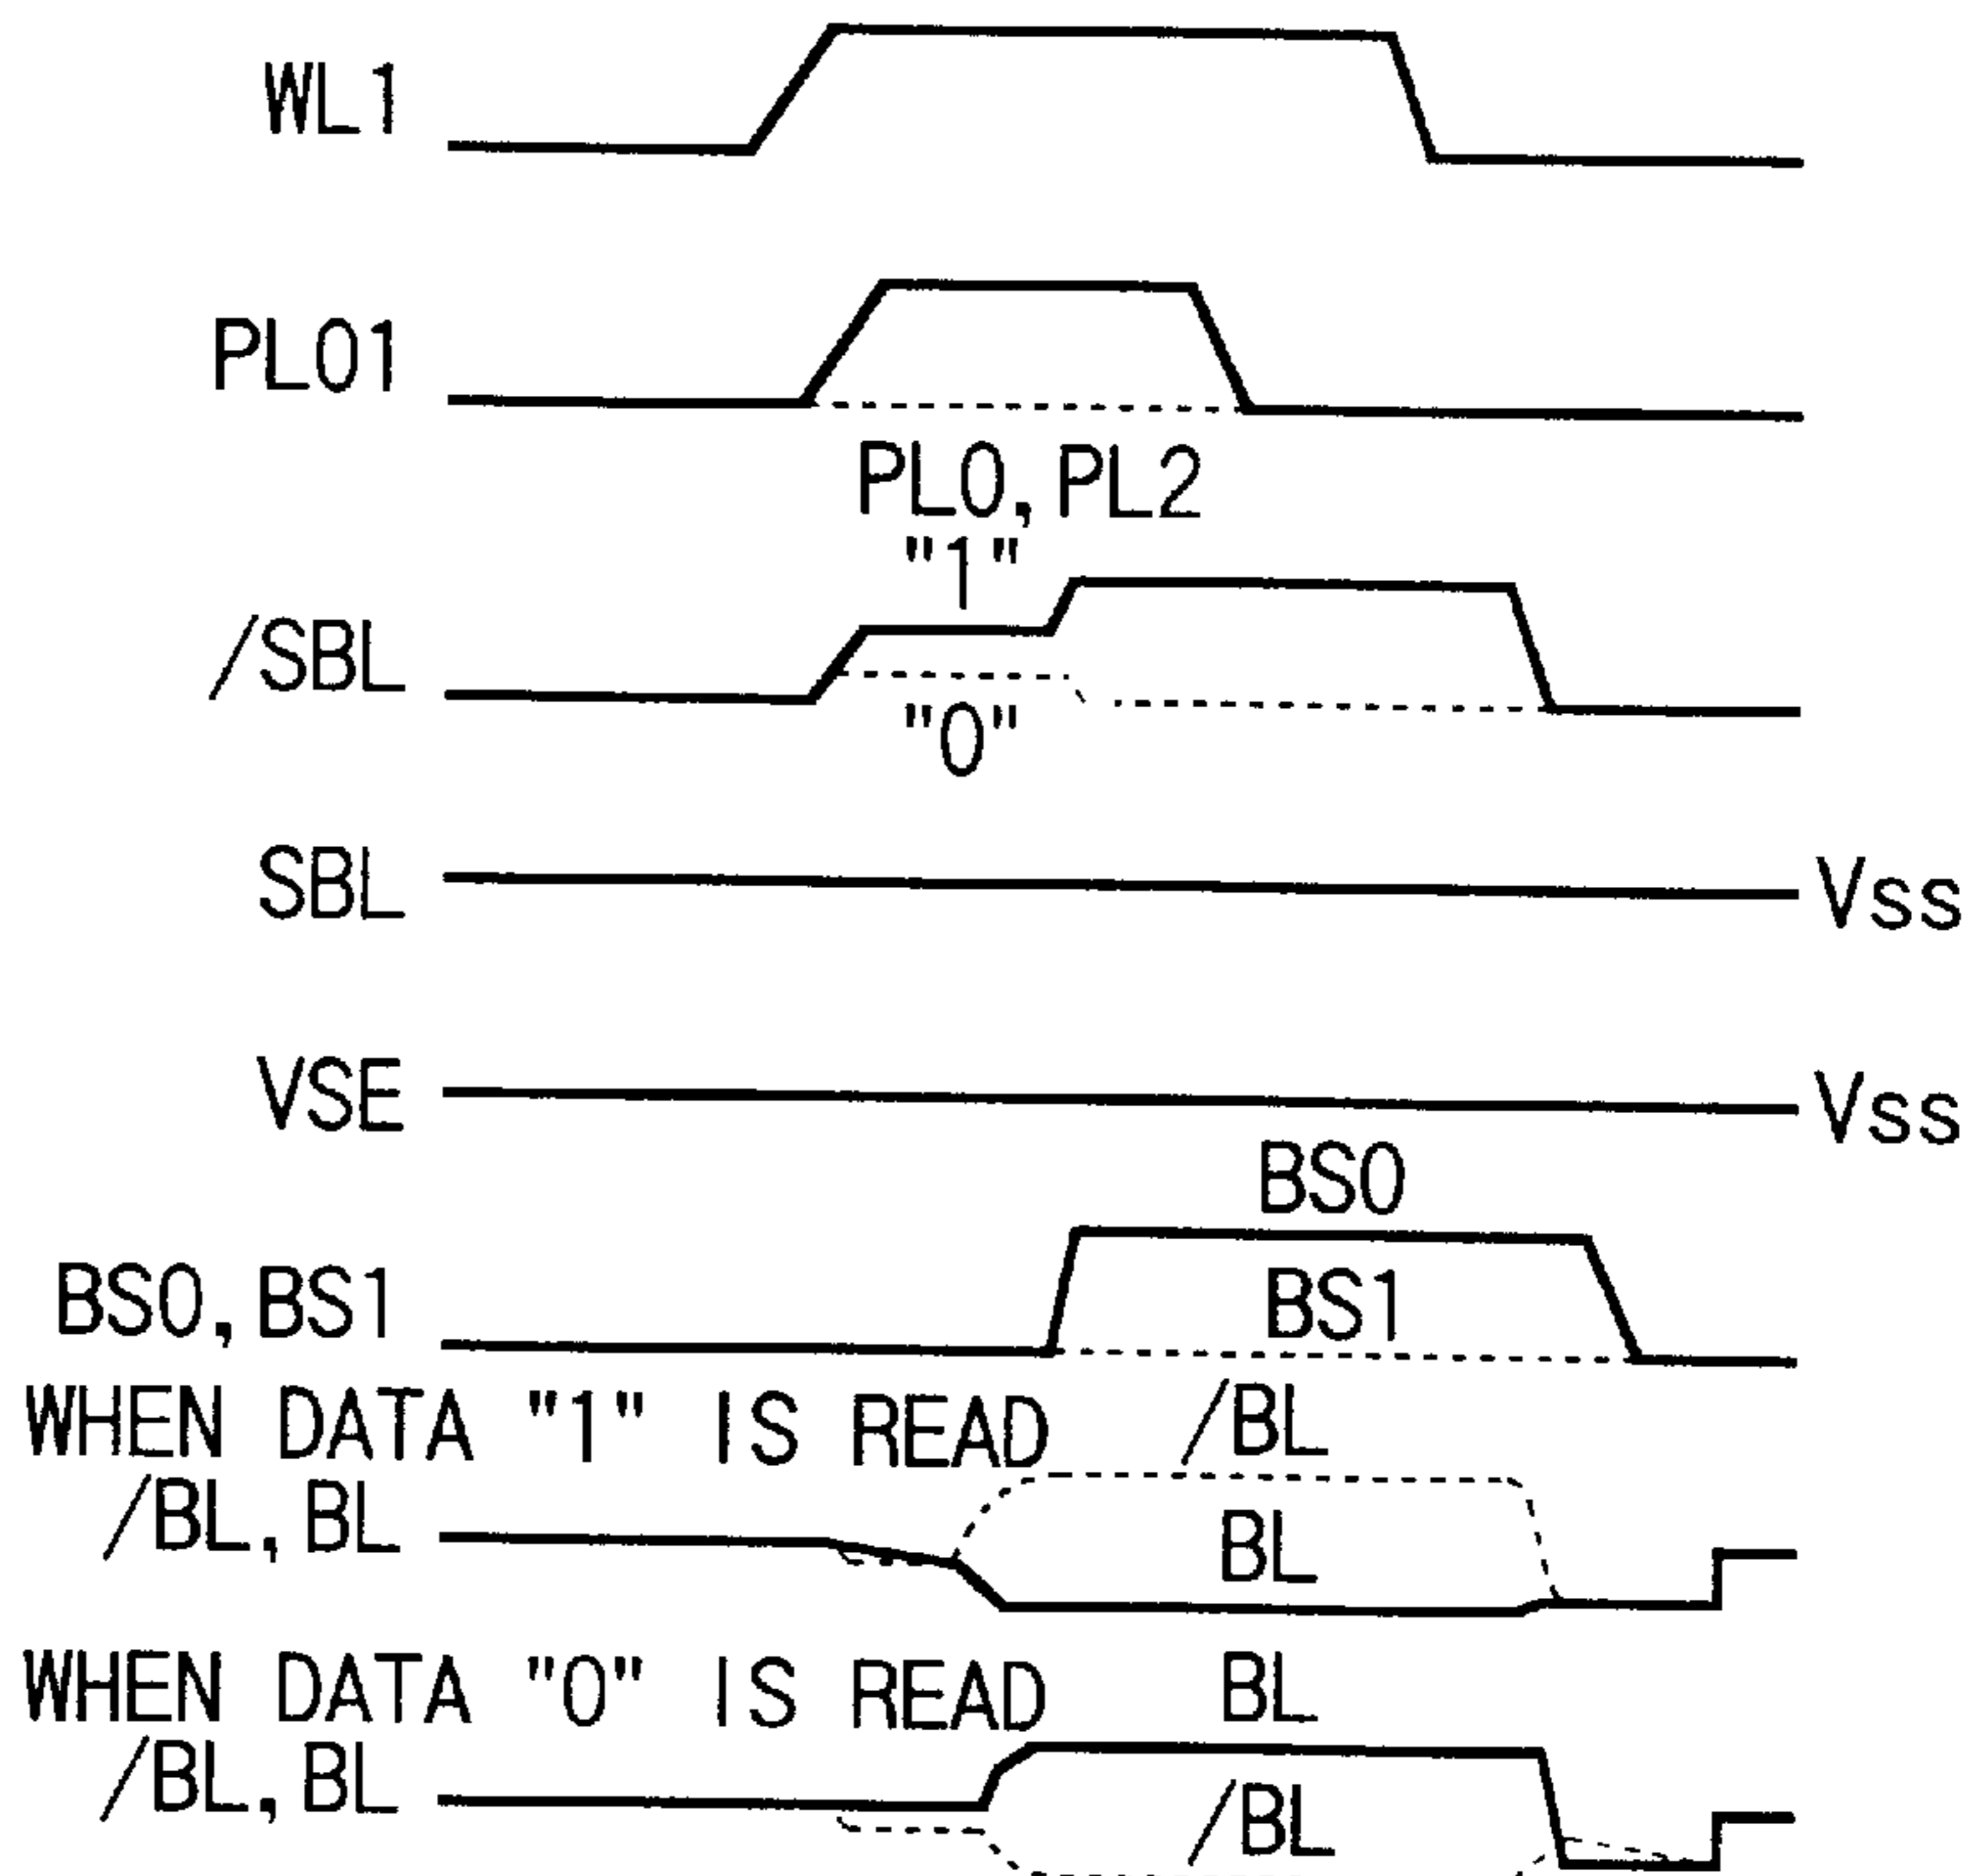 WL1
PL01
PL0, PL2
"1"
/SBL
"0"
SBL Vss
VSE Vss
BS0
BS0, BS1 BS1
WHEN DATA "1" IS READ /BL
/BL, BL BL
WHEN DATA "0" IS READ BL
/BL, BL /BL